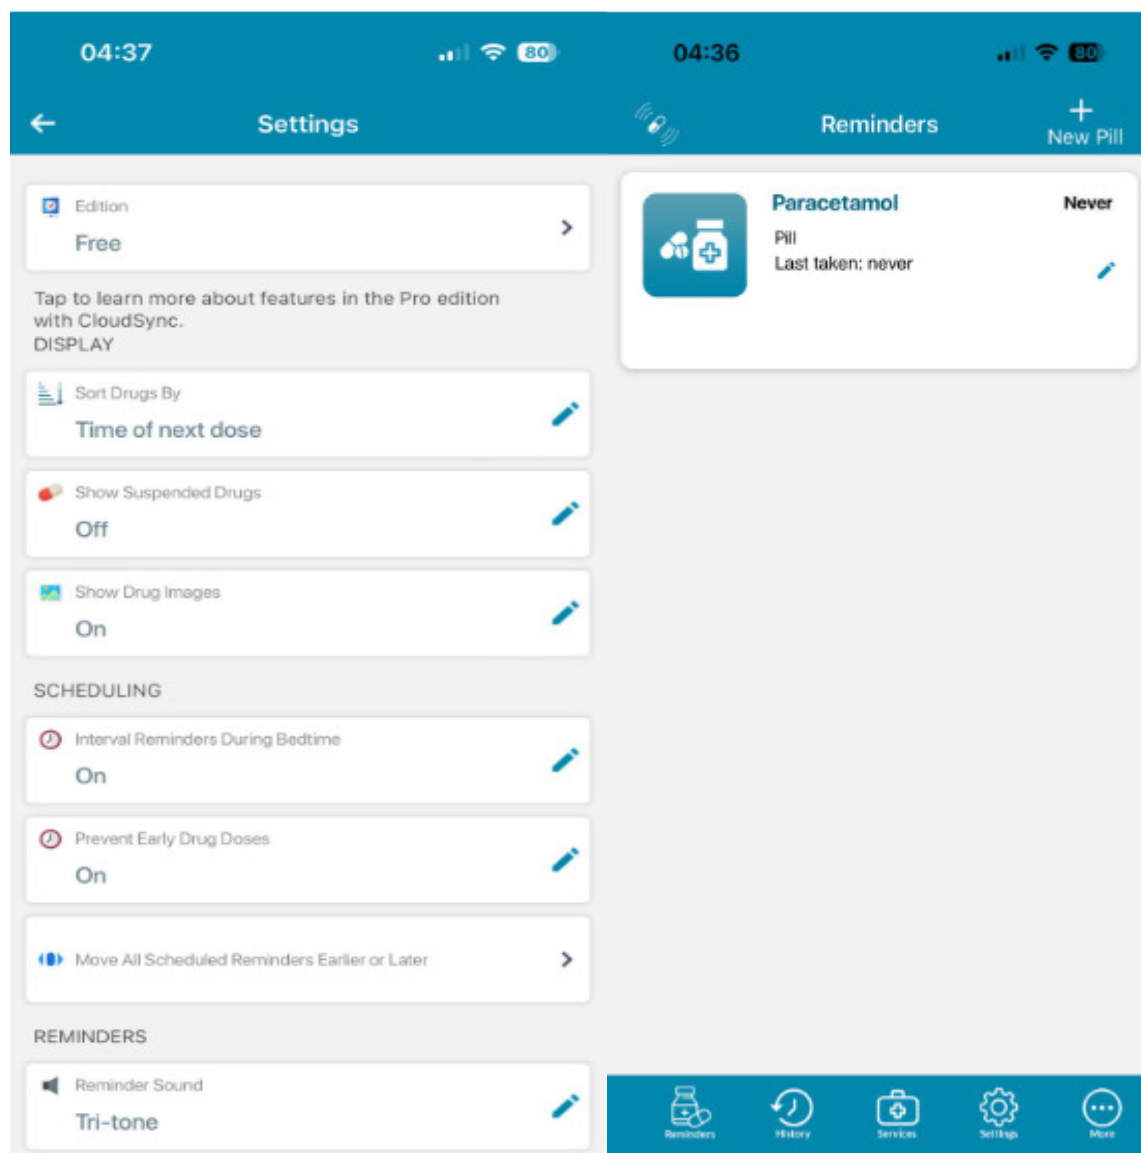 04:37
80
Settings
Edition
Free
Tap to learn more about features in the Pro edition
with CloudSync.
DISPLAY
Sort Drugs By
Time of next dose
Show Suspended Drugs
Off
Show Drug Images
On
SCHEDULING
Interval Reminders During Bedtime
On
Prevent Early Drug Doses
On
Move All Scheduled Reminders Earlier or Later
REMINDERS
Reminder Sound
Tri-tone
04:36
80
Reminders
New Pill
Paracetamol
Never
Pill
Last taken: never
Reminders
History
Services
Settings
More